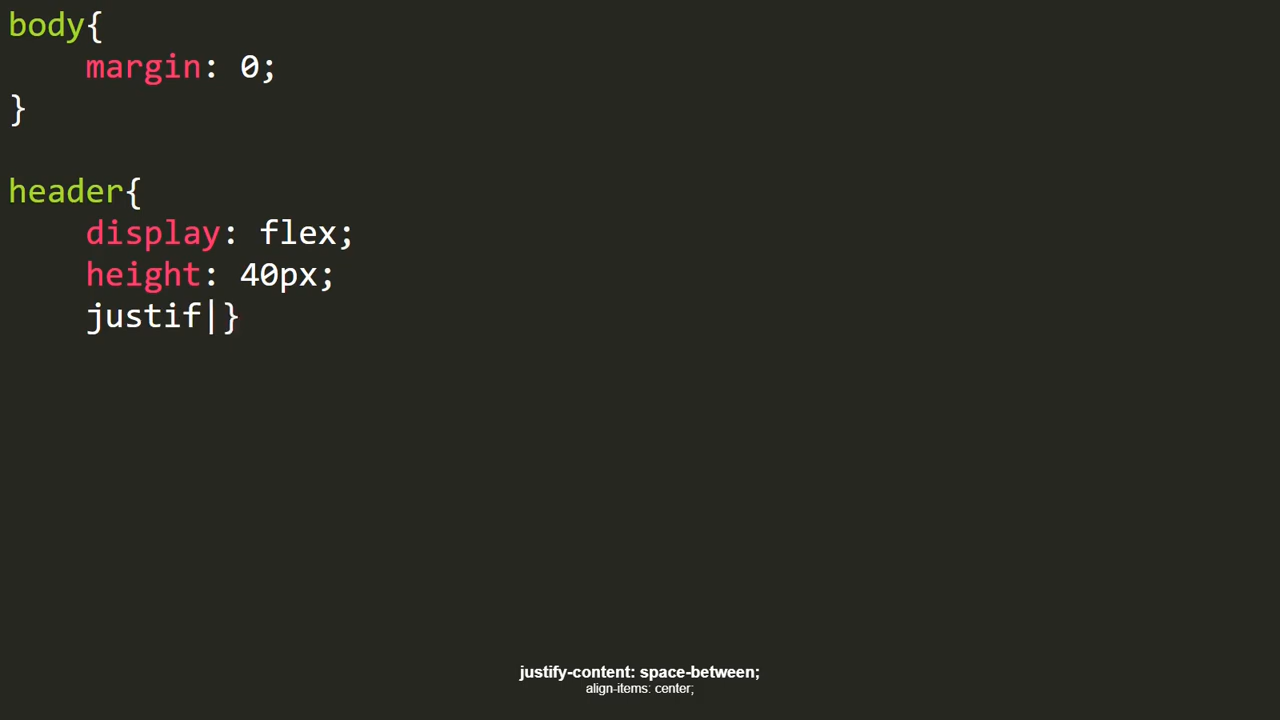 body{
margin: 0;
}
header{
display: flex;
height: 40px;
justif|}
justify-content: space-between;
align-items: center;